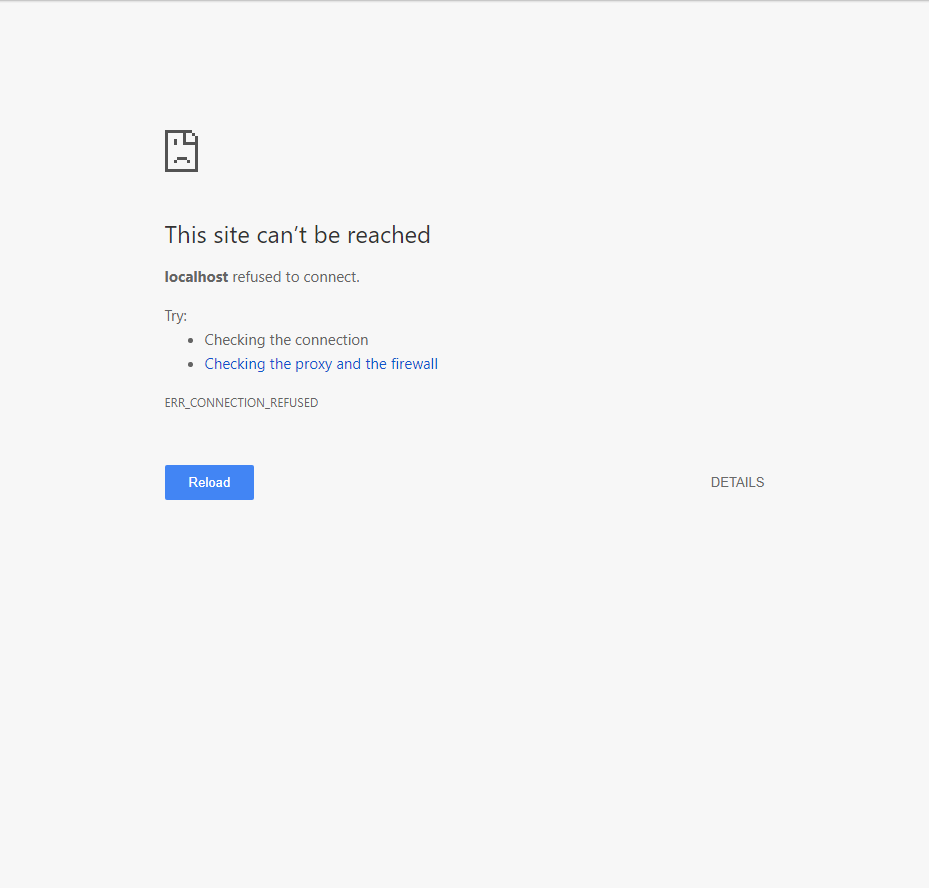 This site can’t be reached
localhost refused to connect.
Try:
Checking the connection
Checking the proxy and the firewall
ERR_CONNECTION_REFUSED
Reload
DETAILS